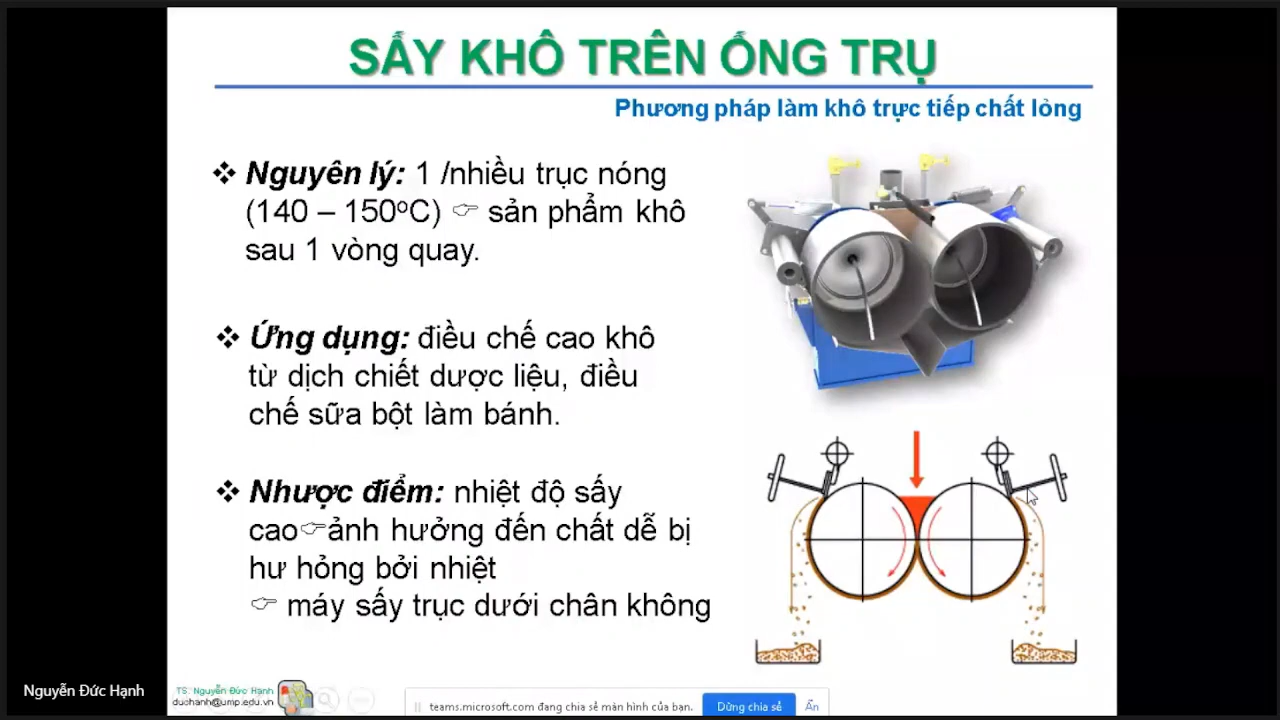 SẤY KHÔ TRÊN ỐNG TRỤ
Phương pháp làm khô trực tiếp chất lỏng
❖ Nguyên lý: 1 /nhiều trục nóng
(140 – 150ºC) ☞ sản phẩm khô
sau 1 vòng quay.
❖ Ứng dụng: điều chế cao khô
từ dịch chiết dược liệu, điều
chế sữa bột làm bánh.
❖ Nhược điểm: nhiệt độ sấy
cao☞ảnh hưởng đến chất dễ bị
hư hỏng bởi nhiệt
☞ máy sấy trục dưới chân không
Nguyễn Đức Hạnh
TS. Nguyễn Đức Hạnh
duchanh@ump.edu.vn
teams.microsoft.com đang chia sẻ màn hình của bạn.
Dừng chia sẻ
Ẩn